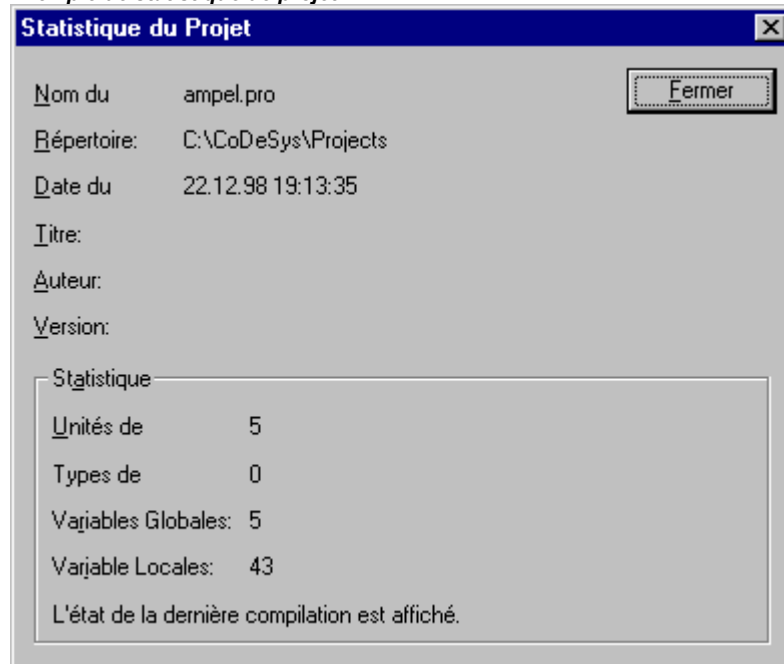 Statistique du Projet
Nom du ampel.pro Fermer
Répertoire: C:\CoDeSys\Projects
Date du 22.12.98 19:13:35
Titre:
Auteur:
Version:
Statistique
Unités de 5
Types de 0
Variables Globales: 5
Variable Locales: 43
L'état de la dernière compilation est affiché.